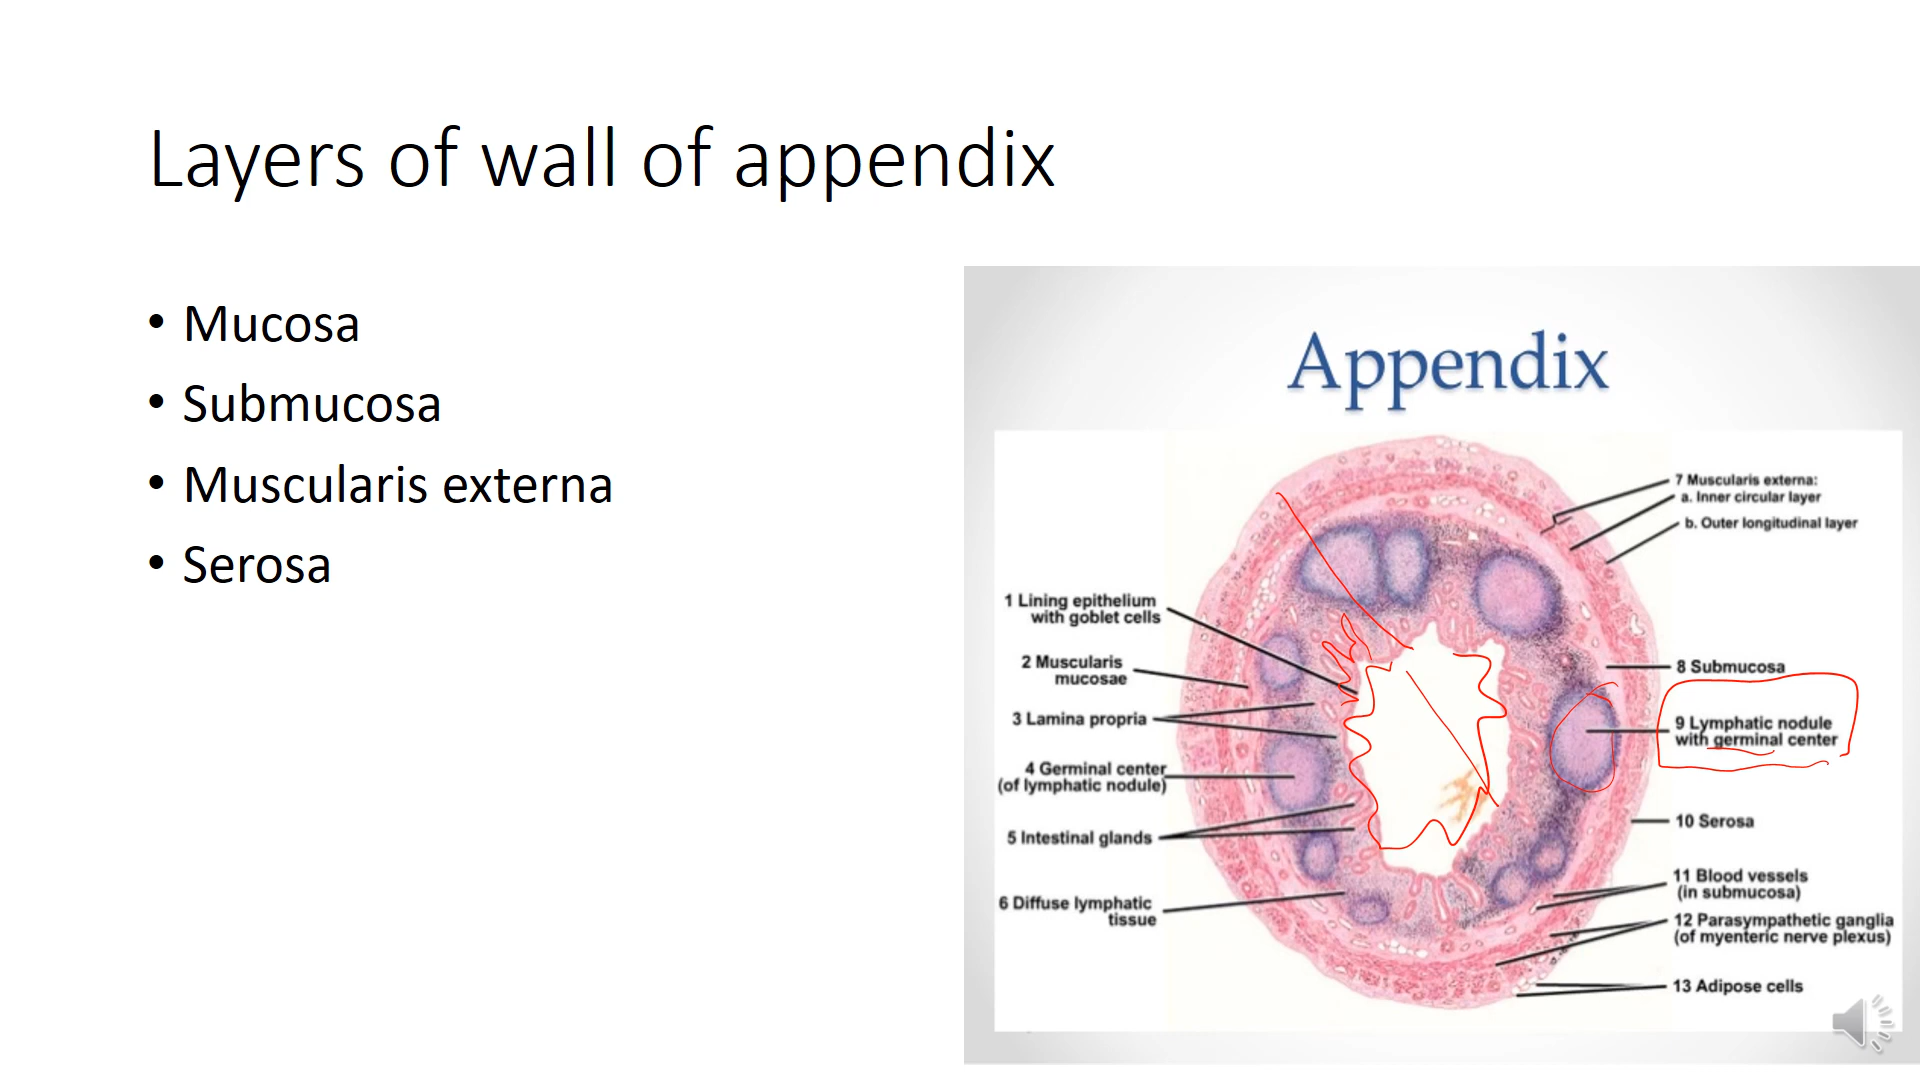 Layers of wall of appendix
• Mucosa
• Submucosa
• Muscularis externa
• Serosa
Appendix
1 Lining epithelium
with goblet cells
2 Muscularis
mucosae
3 Lamina propria
4 Germinal center
(of lymphatic nodule)
5 Intestinal glands
6 Diffuse lymphatic
tissue
7 Muscularis externa:
a. Inner circular layer
b. Outer longitudinal layer
8 Submucosa
9 Lymphatic nodule
with germinal center
10 Serosa
11 Blood vessels
(in submucosa)
12 Parasympathetic ganglia
(of myenteric nerve plexus)
13 Adipose cells